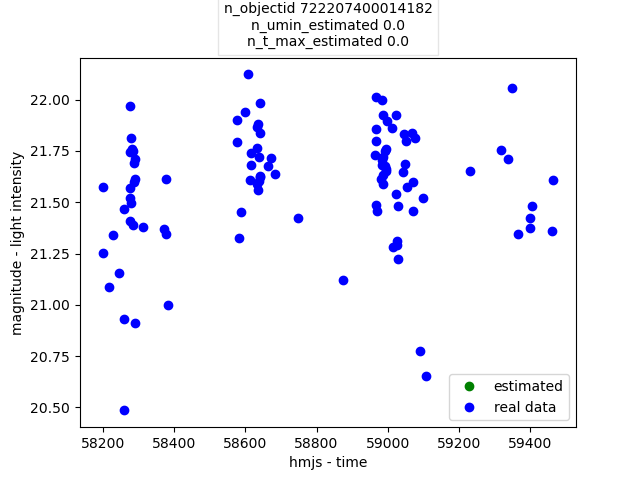 n_objectid 722207400014182
n_umin_estimated 0.0
n_t_max_estimated 0.0
22.00
21.75
21.50
21.25
21.00
20.75
20.50
magnitude - light intensity
estimated
real data
58200 58400 58600 58800 59000 59200 59400
hmjs - time